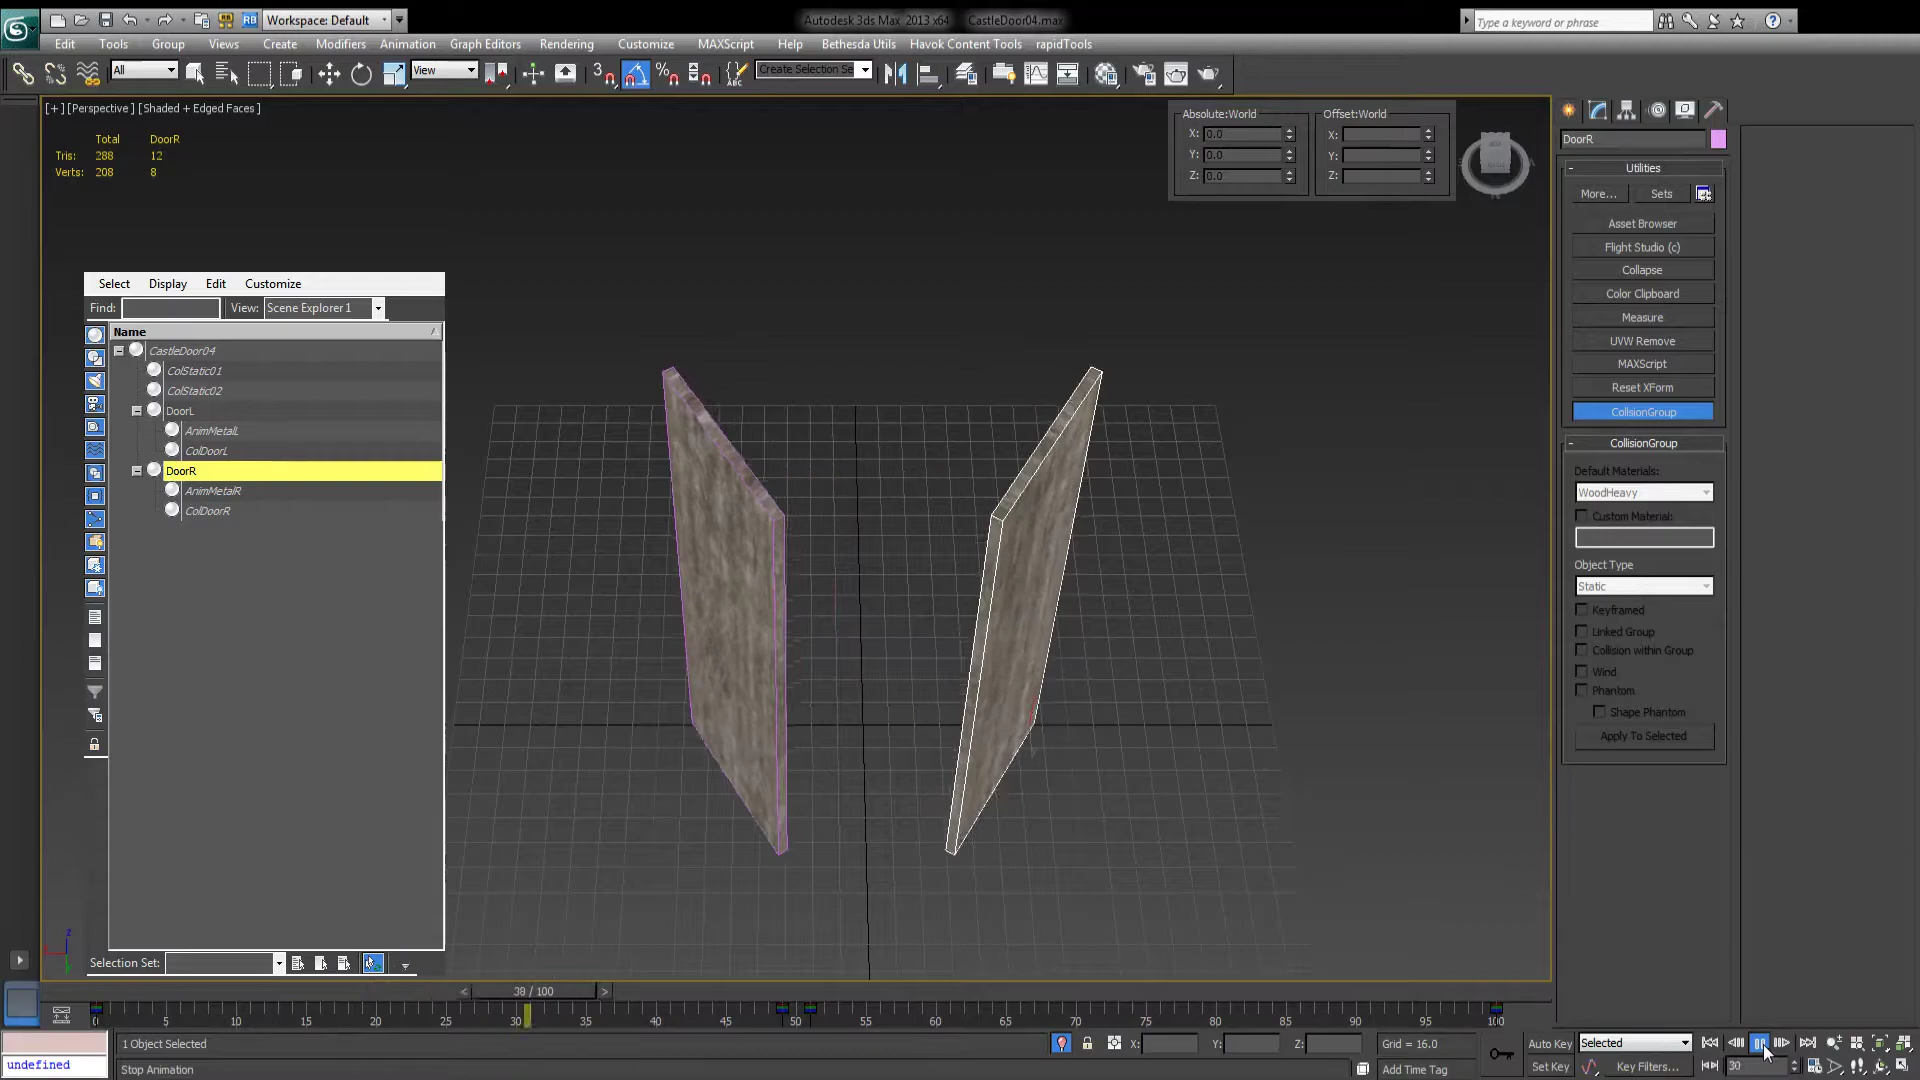 Workspace: Default
Autodesk 3ds Max 2013 x64 CastleDoor04.max
Type a keyword or phrase
Edit Tools Group Views Create Modifiers Animation Graph Editors Rendering Customize MAXScript Help Bethesda Utils Havok Content Tools rapidTools
All View Create Selection Se
[+] [Perspective] [Shaded + Edged Faces]
Total DoorR
Tris: 288 12
Verts: 208 8
Absolute:World Offset:World
X: 0.0 X:
Y: 0.0 Y:
Z: 0.0 Z:
DoorR
Utilities
More... Sets
Asset Browser
Flight Studio (c)
Collapse
Color Clipboard
Measure
UVW Remove
MAXScript
Reset XForm
CollsionGroup
CollisionGroup
Default Materials:
WoodHeavy
Custom Material:
Object Type
Static
Keyframed
Linked Group
Collision within Group
Wind
Phantom
Shape Phantom
Apply To Selected
Select Display Edit Customize
Find: View: Scene Explorer 1
Name
CastleDoor04
ColStatic01
ColStatic02
DoorL
AnimMetalL
ColDoorL
DoorR
AnimMetalR
ColDoorR
Selection Set:
z
< 38 / 100 >
0 5 10 15 20 25 30 35 40 45 50 55 60 65 70 75 80 85 90 95 100
1 Object Selected X: Y: Z: Grid = 16.0 Auto Key Selected
undefined Stop Animation Add Time Tag Set Key Key Filters... 30